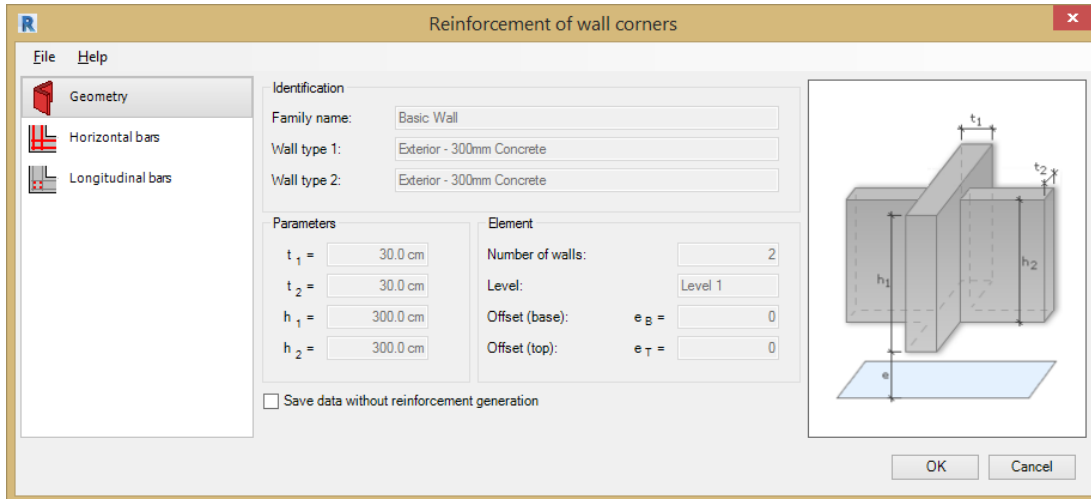 R
Reinforcement of wall corners
x
File Help
Geometry
Horizontal bars
Longitudinal bars
Identification
Family name: Basic Wall
Wall type 1: Exterior - 300mm Concrete
Wall type 2: Exterior - 300mm Concrete
Parameters
t 1 = 30.0 cm
t 2 = 30.0 cm
h 1 = 300.0 cm
h 2 = 300.0 cm
Element
Number of walls: 2
Level: Level 1
Offset (base): e B = 0
Offset (top): e T = 0
Save data without reinforcement generation
t1
t2
h1
h2
e
OK Cancel